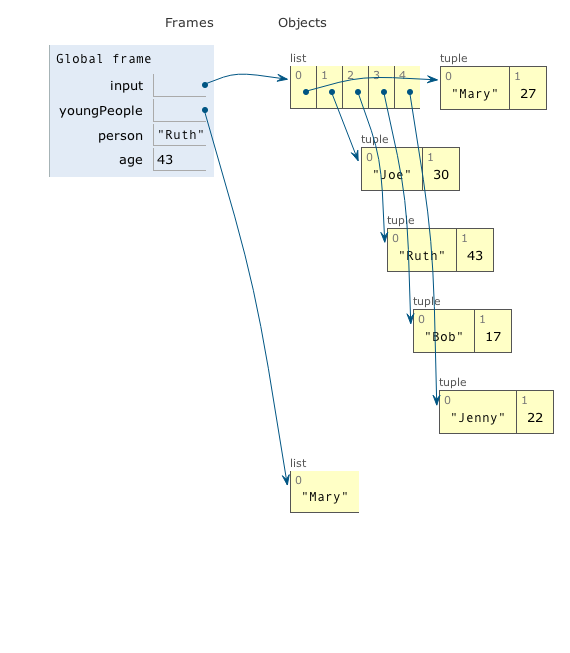 Frames Objects
Global frame
input
youngPeople
person "Ruth"
age 43
list
0 1 2 3 4
tuple
0 1
"Mary" 27
tuple
0 1
"Joe" 30
tuple
0 1
"Ruth" 43
tuple
0 1
"Bob" 17
tuple
0 1
"Jenny" 22
list
0
"Mary"